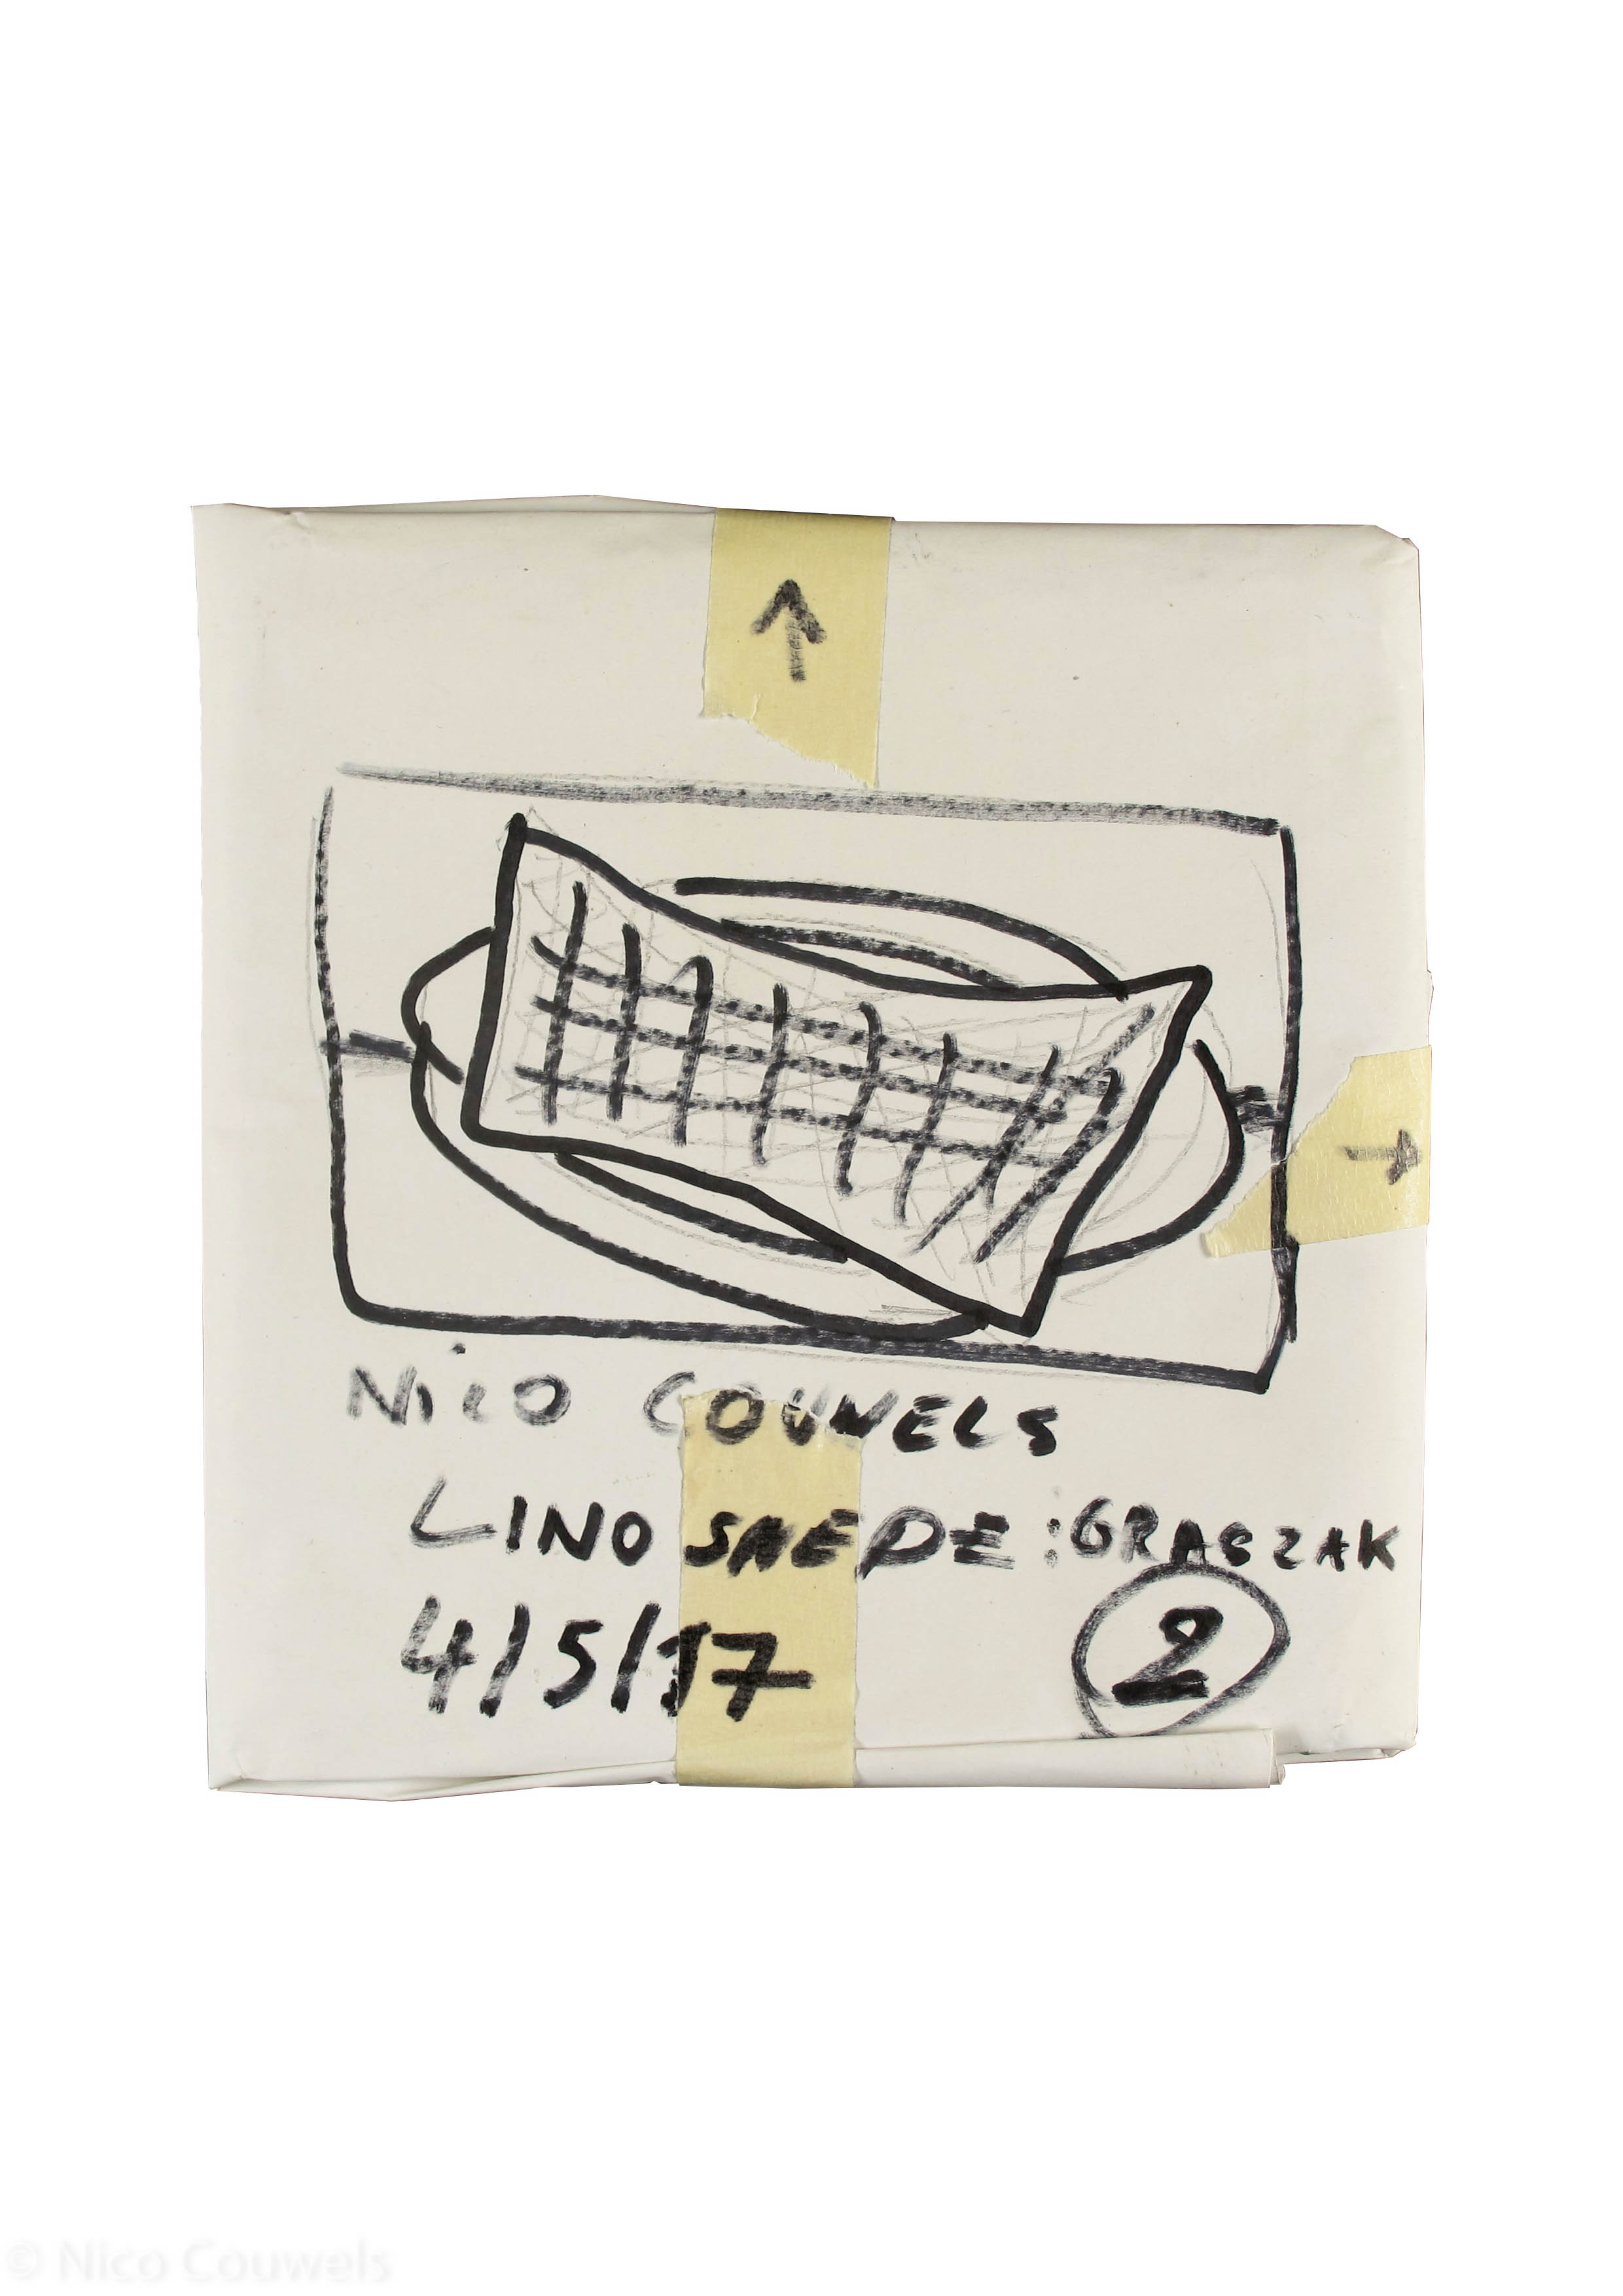 ↑
→
Nico COUWELS
LINO SNEDE : GRASZAK
4/5/17
2
© Nico Couwels